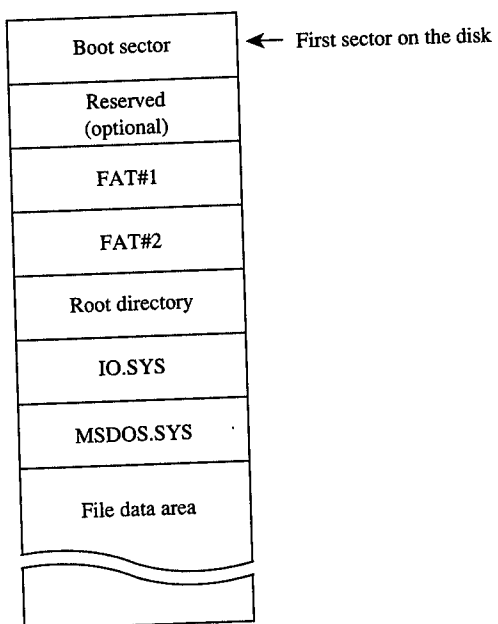 Boot sector
First sector on the disk
Reserved
(optional)
FAT#1
FAT#2
Root directory
IO.SYS
MSDOS.SYS
File data area